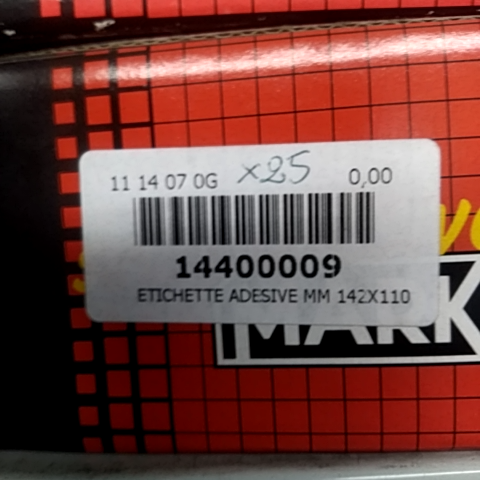 11 14 07 0G x25 0,00
14400009
ETICHETTE ADESIVE MM 142X110
MARK